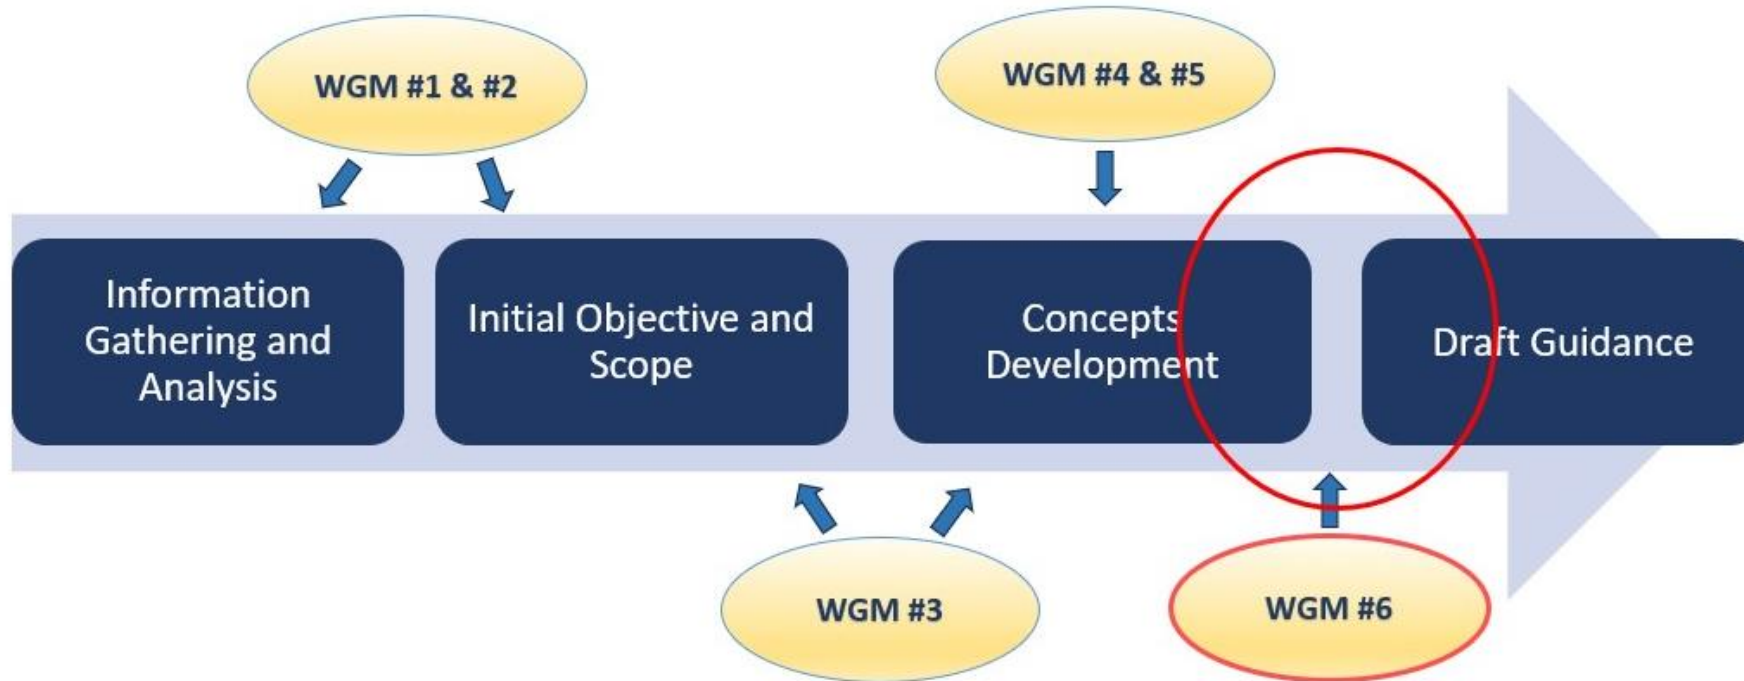 WGM #1 & #2
WGM #4 & #5
Information
Gathering and
Analysis
Initial Objective and
Scope
Concepts
Development
Draft Guidance
WGM #3
WGM #6